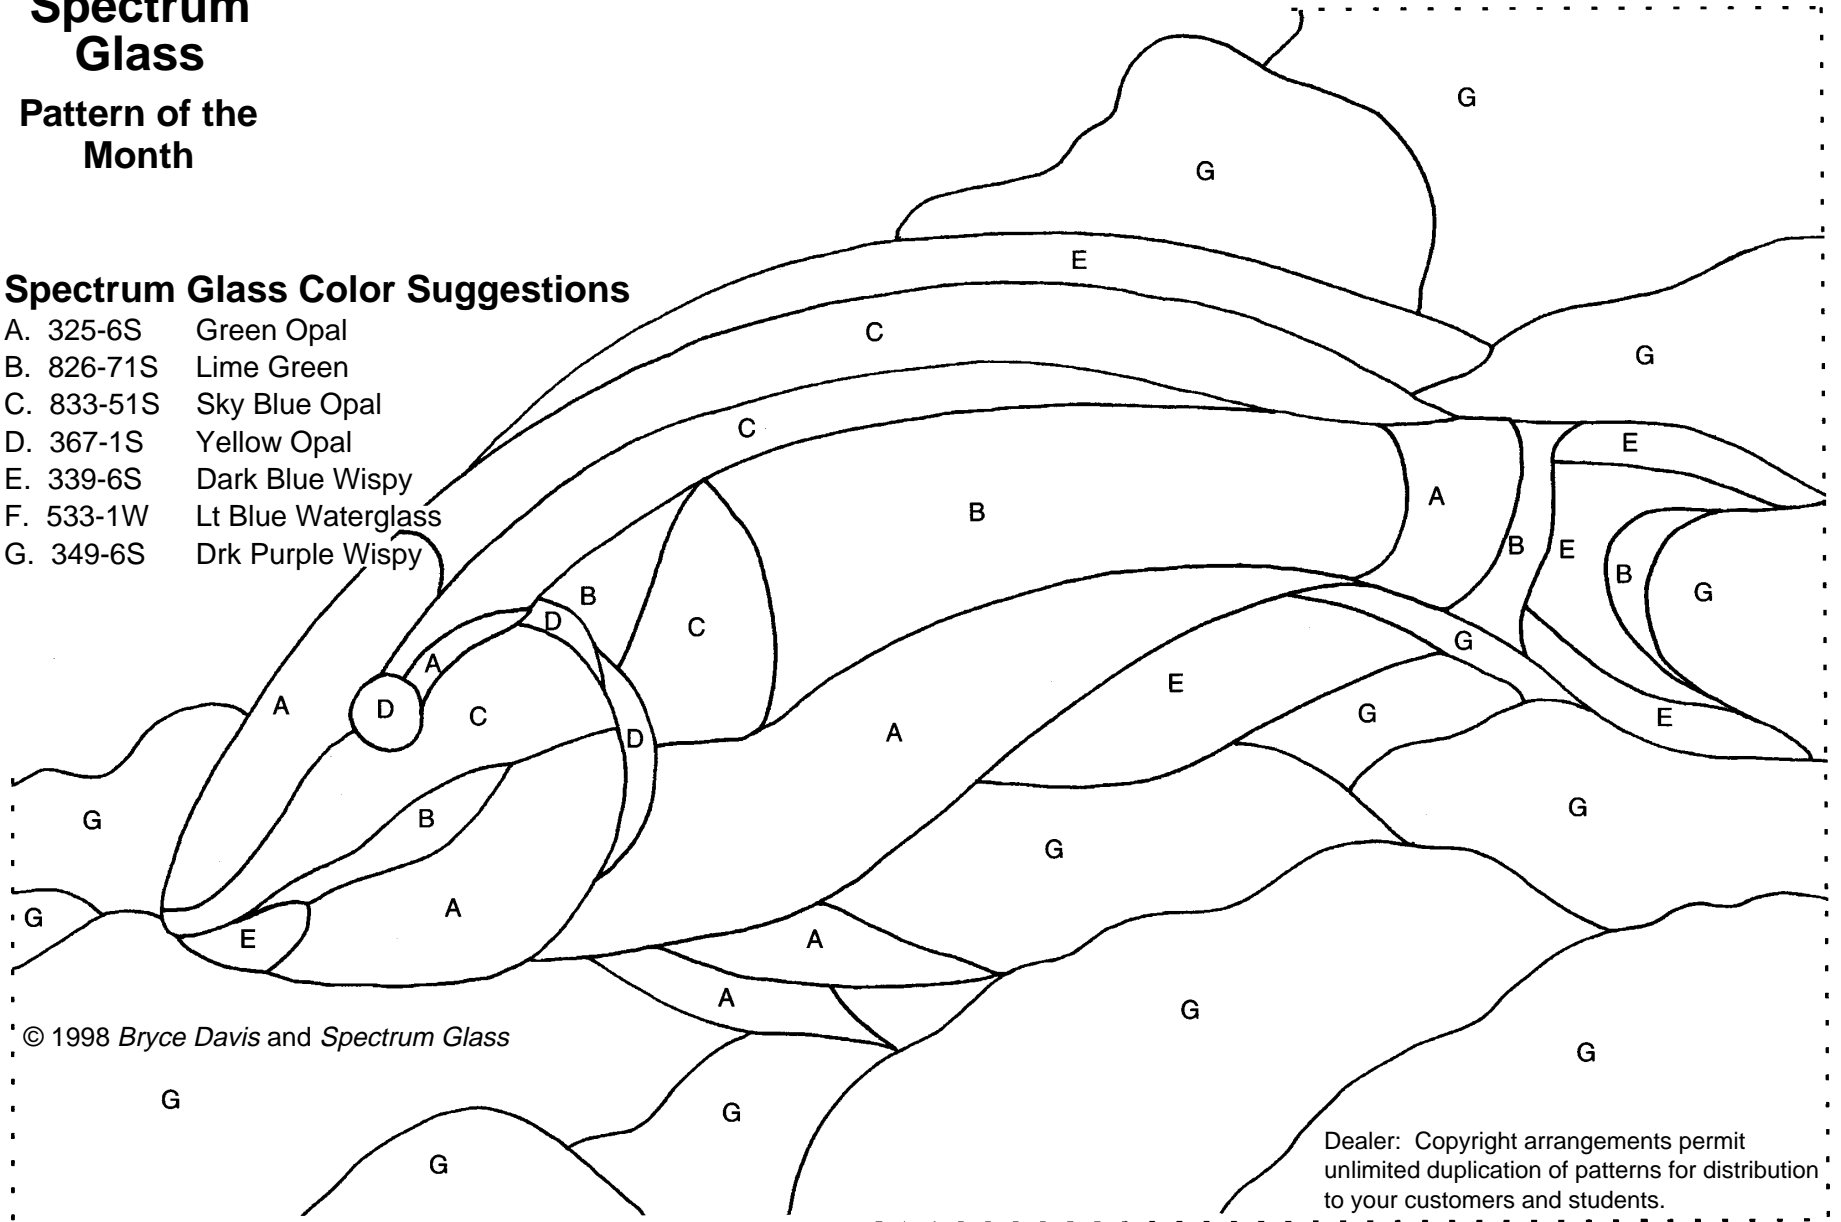 Spectrum
Glass
Pattern of the
Month
Spectrum Glass Color Suggestions
A. 325-6S Green Opal
B. 826-71S Lime Green
C. 833-51S Sky Blue Opal
D. 367-1S Yellow Opal
E. 339-6S Dark Blue Wispy
F. 533-1W Lt Blue Waterglass
G. 349-6S Drk Purple Wispy
G
G
E
C
G
C
E
A
B
B
E
B
G
B
D
C
G
A
E
A
D
C
G
E
D
A
G
B
G
G
A
G
E
A
A
G
© 1998 Bryce Davis and Spectrum Glass
G
G
G
G
Dealer: Copyright arrangements permit
unlimited duplication of patterns for distribution
to your customers and students.